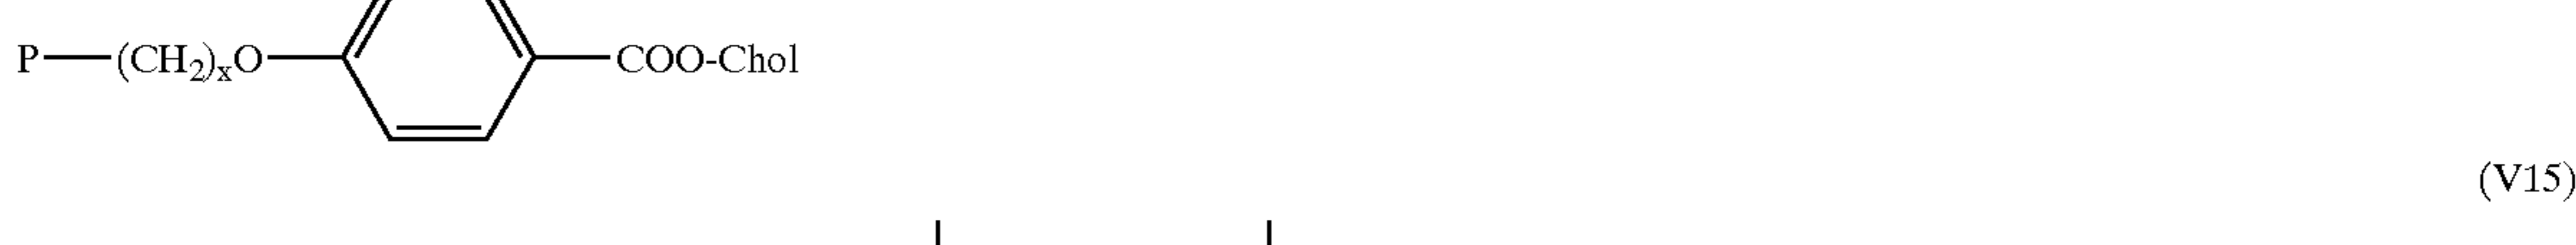 P—(CH₂)ₓO COO-Chol
(V15)